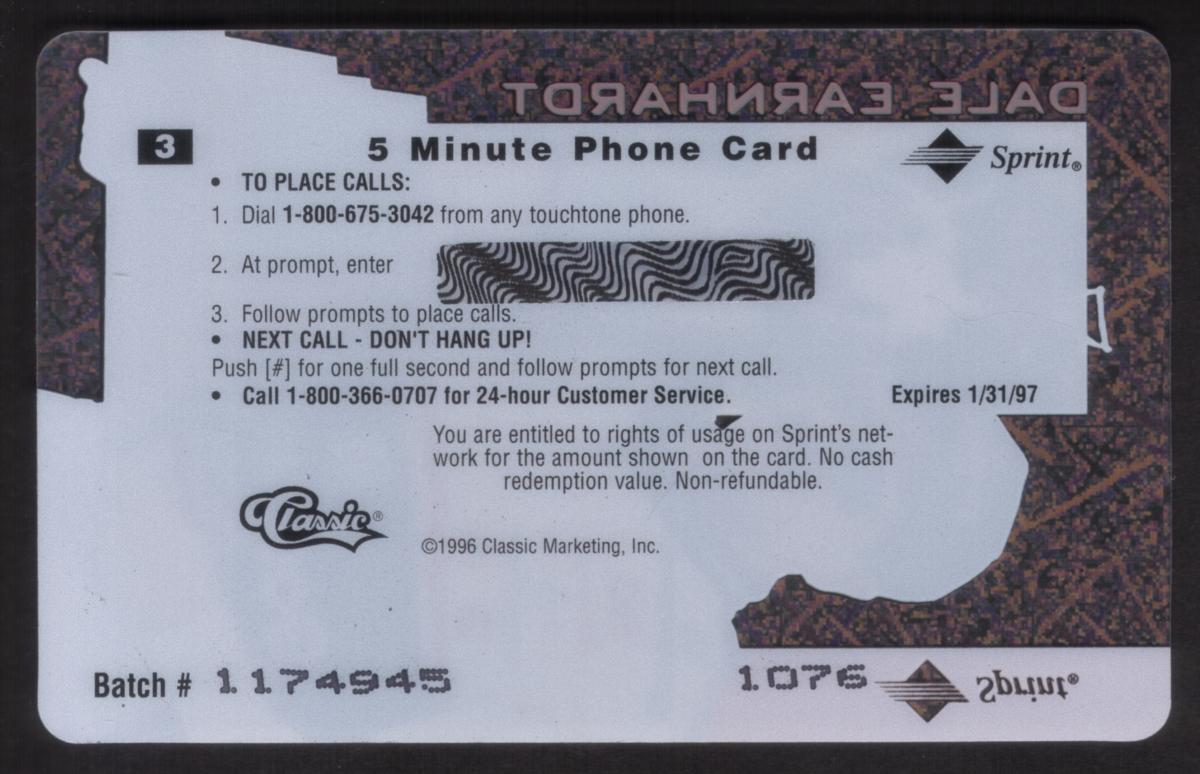 DALE EARNHARDT
3
5 Minute Phone Card
Sprint®
• TO PLACE CALLS:
1. Dial 1-800-675-3042 from any touchtone phone.
2. At prompt, enter
3. Follow prompts to place calls.
• NEXT CALL - DON'T HANG UP!
Push [#] for one full second and follow prompts for next call.
• Call 1-800-366-0707 for 24-hour Customer Service.
Expires 1/31/97
You are entitled to rights of usage on Sprint's net-
work for the amount shown on the card. No cash
redemption value. Non-refundable.
Classic®
©1996 Classic Marketing, Inc.
Batch # 1174945
1076
Sprint®